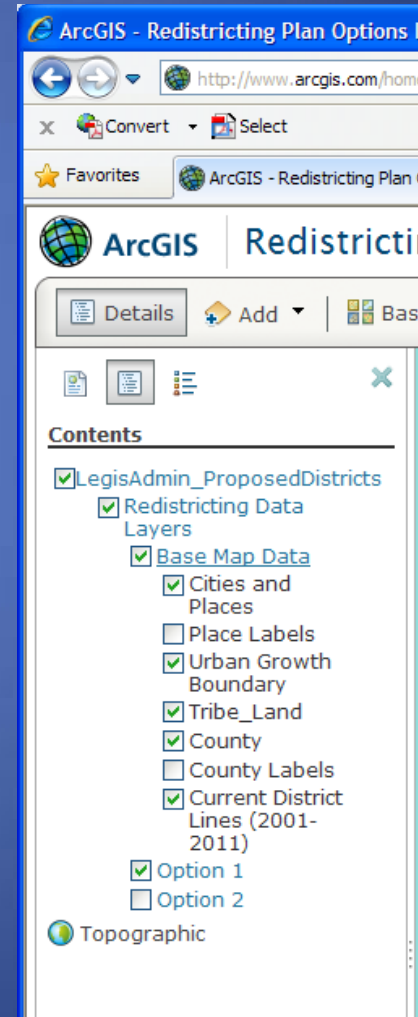 ArcGIS - Redistricting Plan Options
http://www.arcgis.com/home
x Convert Select
Favorites ArcGIS - Redistricting Plan
ArcGIS Redistricti
Details Add Bas
Contents
LegisAdmin_ProposedDistricts
Redistricting Data
Layers
Base Map Data
Cities and
Places
Place Labels
Urban Growth
Boundary
Tribe_Land
County
County Labels
Current District
Lines (2001-
2011)
Option 1
Option 2
Topographic